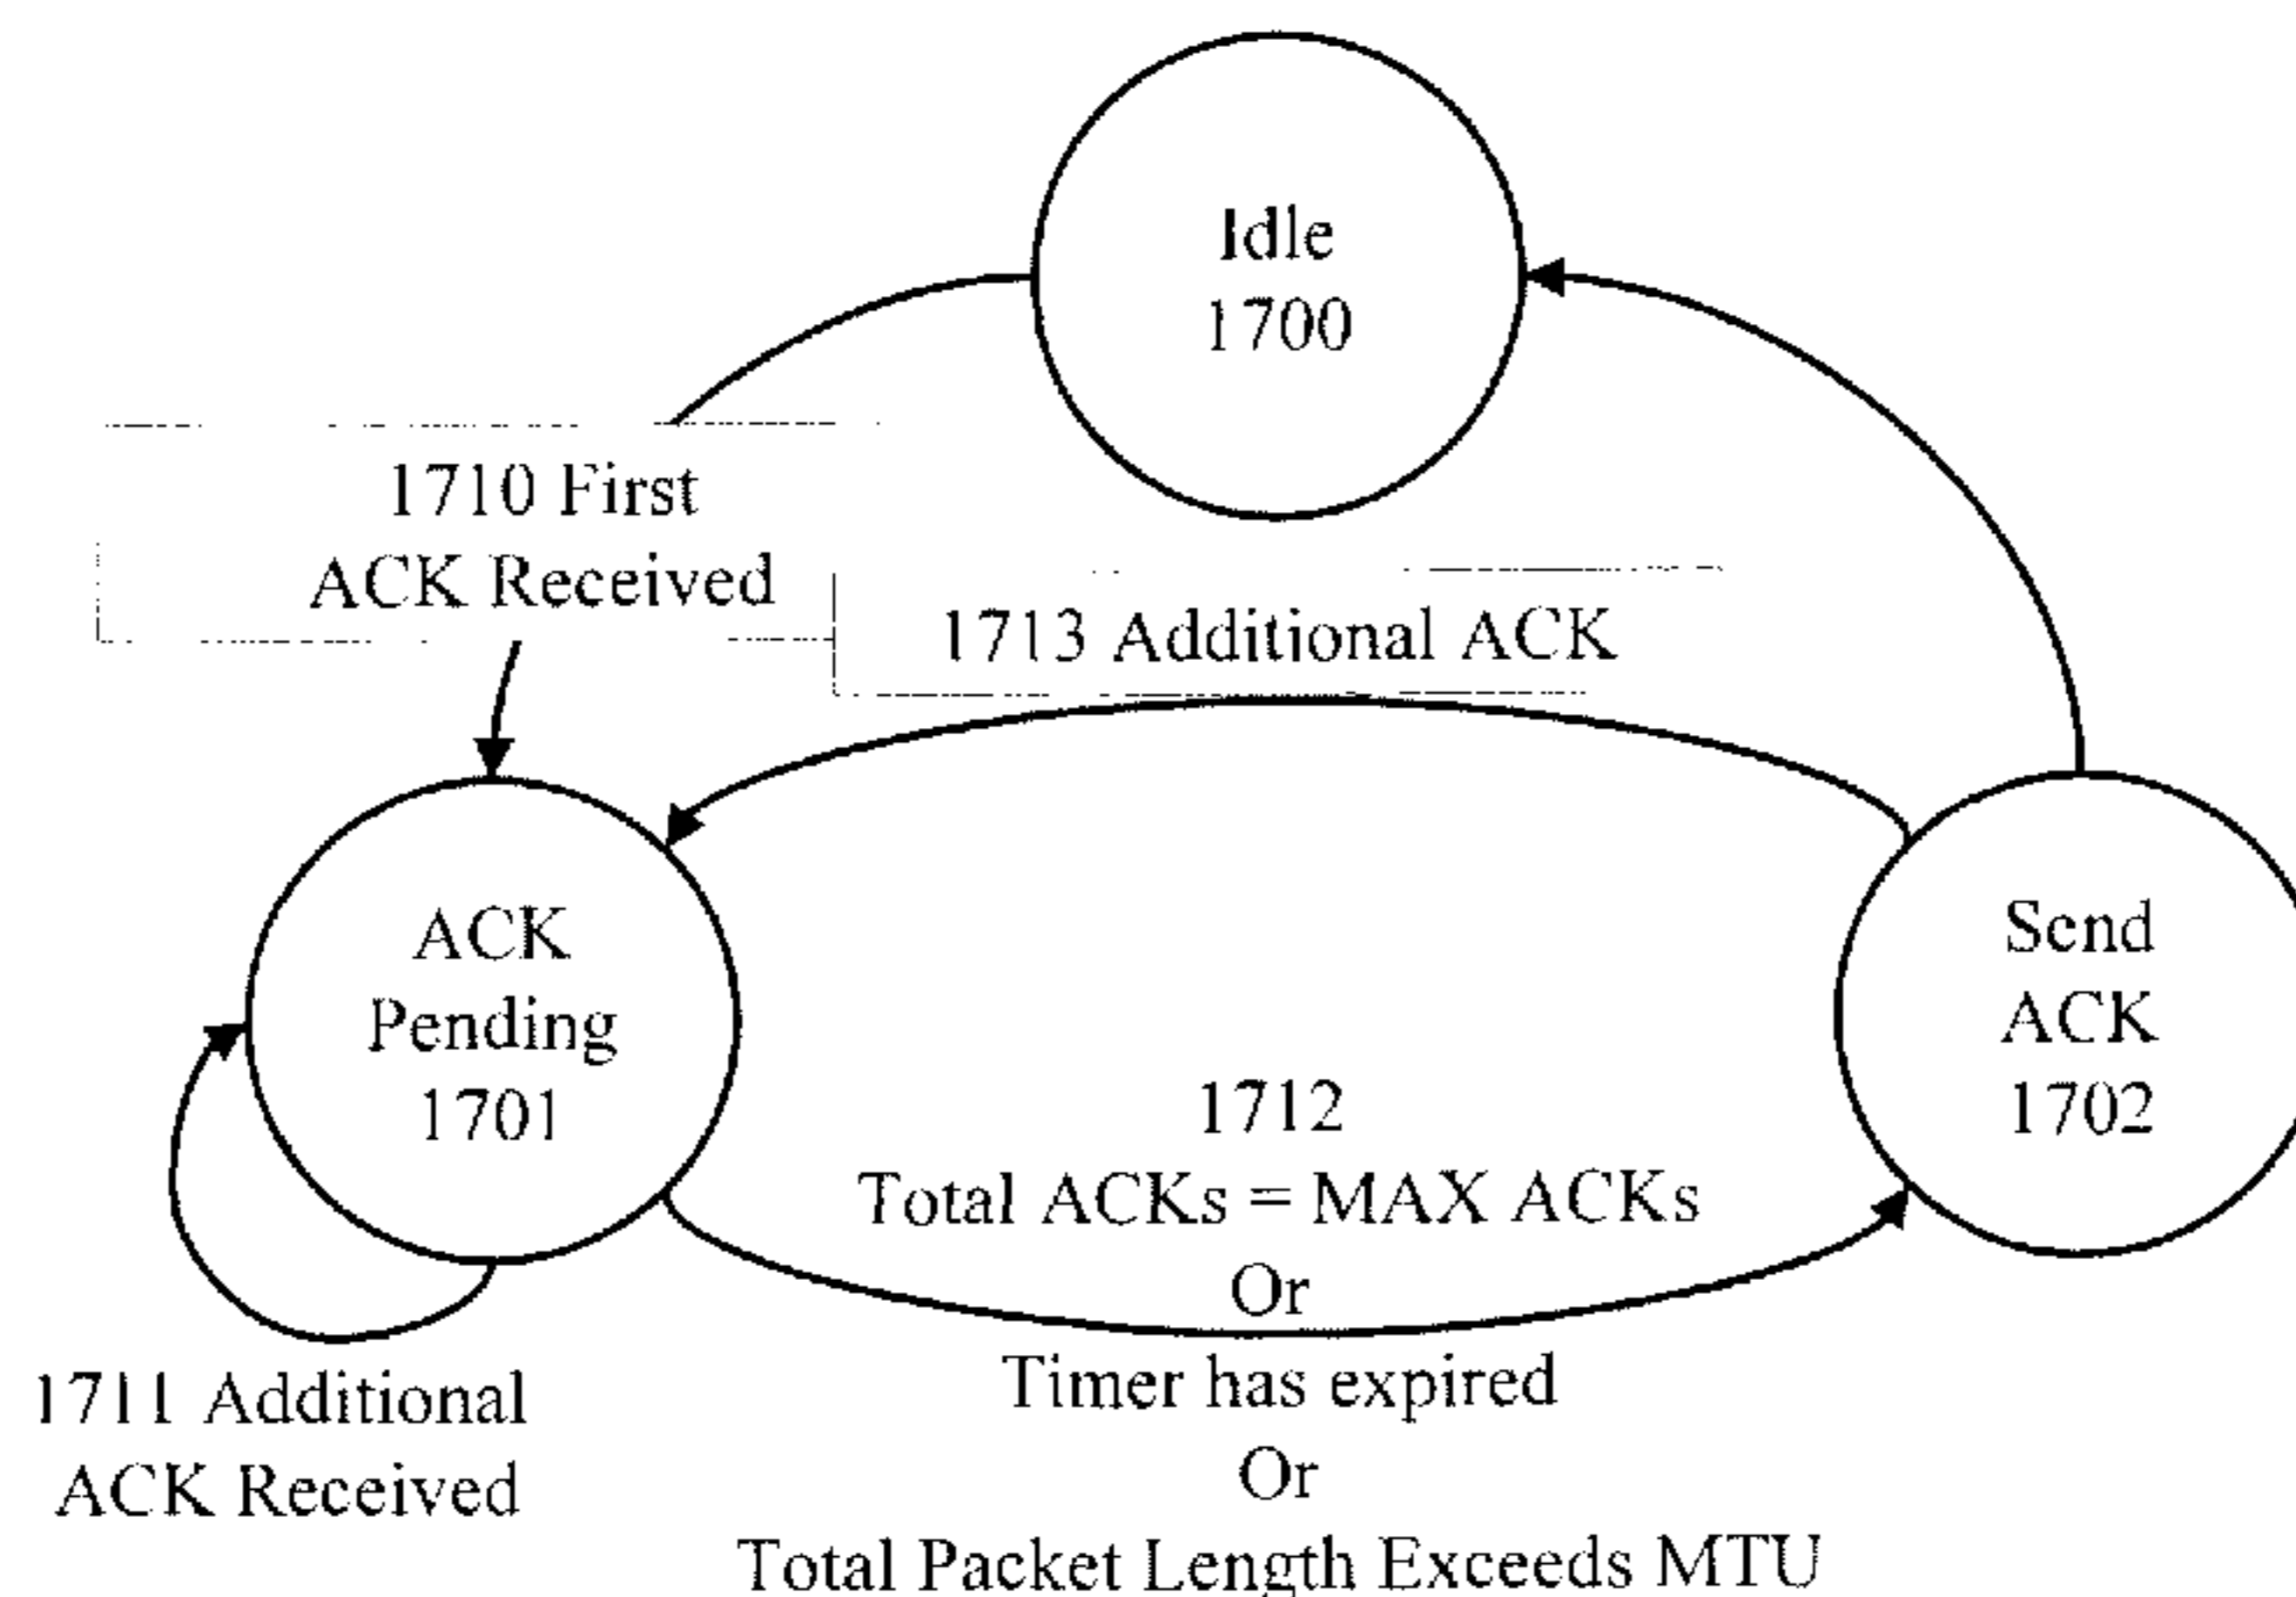 Idle
1700
1710 First
ACK Received
1713 Additional ACK
ACK
Pending
1701
Send
ACK
1702
1712
Total ACKs = MAX ACKs
Or
Timer has expired
Or
Total Packet Length Exceeds MTU
1711 Additional
ACK Received